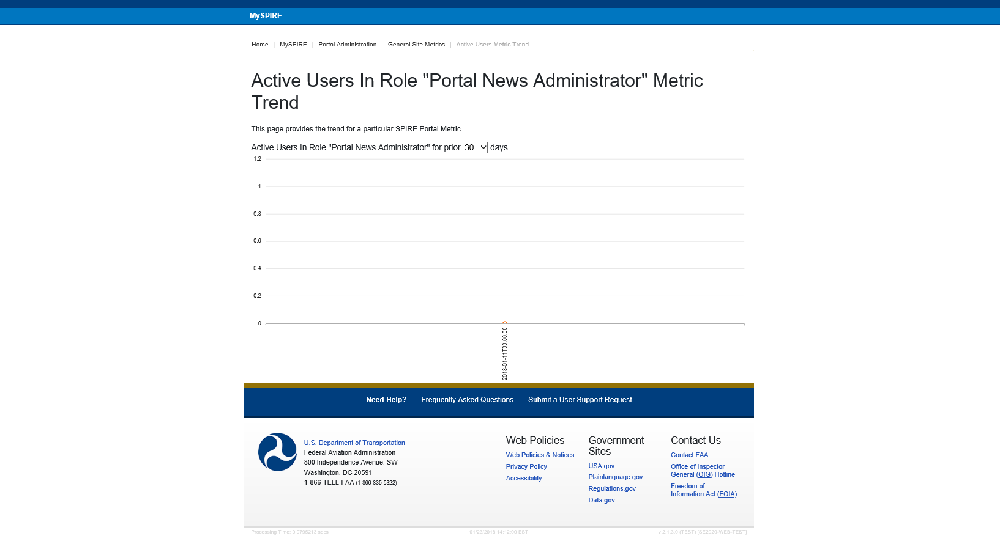 MySPIRE
Home | MySPIRE | Portal Administration | General Site Metrics | Active Users Metric Trend
Active Users In Role "Portal News Administrator" Metric
Trend
This page provides the trend for a particular SPIRE Portal Metric.
Active Users In Role "Portal News Administrator" for prior 30 days
1.2
1
0.8
0.6
0.4
0.2
0
2018-01-11T00:00:00
Need Help? Frequently Asked Questions Submit a User Support Request
U.S. Department of Transportation
Federal Aviation Administration
800 Independence Avenue, SW
Washington, DC 20591
1-866-TELL-FAA (1-866-835-5322)
Web Policies
Web Policies & Notices
Privacy Policy
Accessibility
Government
Sites
USA.gov
Plainlanguage.gov
Regulations.gov
Data.gov
Contact Us
Contact FAA
Office of Inspector
General (OIG) Hotline
Freedom of
Information Act (FOIA)
Processing Time: 0.0795213 secs 01/23/2018 14:12:00 EST v 2.1.3.0 (TEST) [SE2020-WEB-TEST]